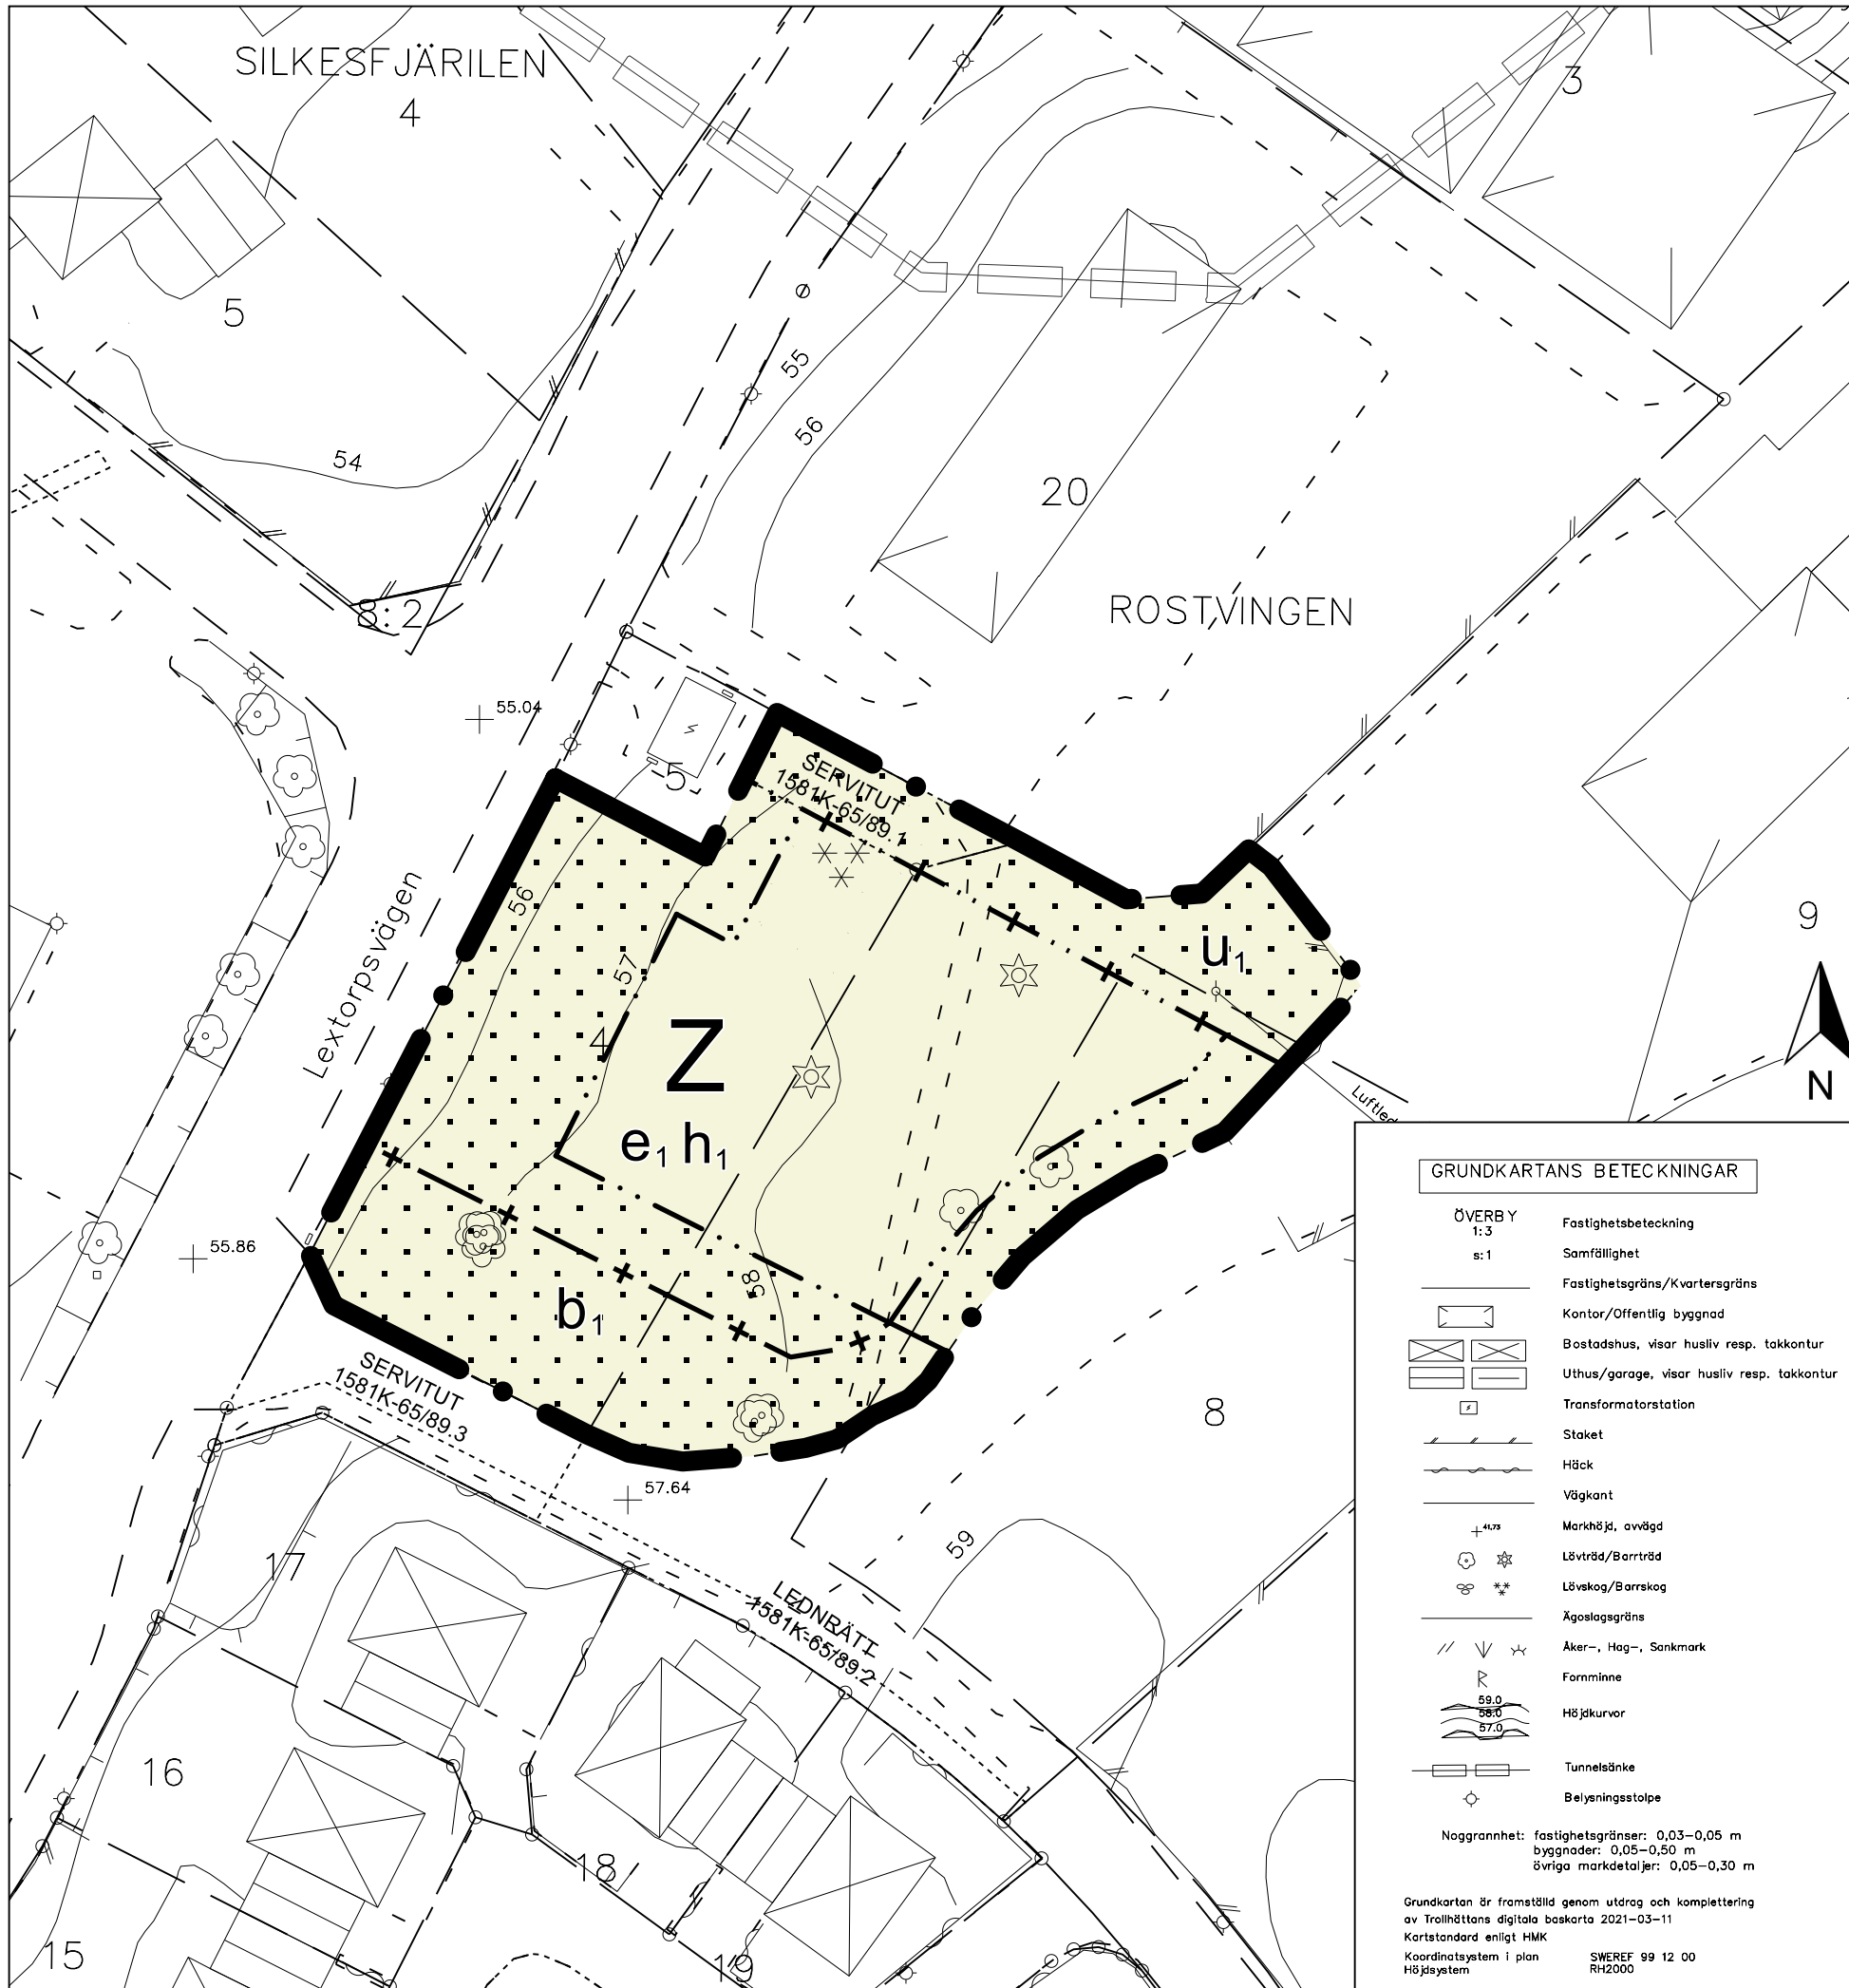 SILKESFJÄRILEN
4
3
5
55
56
54
20
8:2
ROSTVINGEN
55.04
5
SERVITUT
1581K-65/89.1
56
57
u1
9
Lextorpsvägen
4
Z
e1 h1
N
Luftled
55.86
58
b1
SERVITUT
1581K-65/89.3
8
57.64
59
17
LEDNRÄTT
1581K-65/89.2
16
18
15
19
GRUNDKARTANS BETECKNINGAR
ÖVERBY
1:3
Fastighetsbeteckning
s:1
Samfällighet
Fastighetsgräns/Kvartersgräns
Kontor/Offentlig byggnad
Bostadshus, visar husliv resp. takkontur
Uthus/garage, visar husliv resp. takkontur
Transformatorstation
Staket
Häck
Vägkant
41,73
Markhöjd, avvägd
Lövträd/Barrträd
Lövskog/Barrskog
Ägoslagsgräns
Åker-, Hag-, Sankmark
R
Fornminne
59.0
58.0
57.0
Höjdkurvor
Tunnelsänke
Belysningsstolpe
Noggrannhet: fastighetsgränser: 0,03-0,05 m
byggnader: 0,05-0,50 m
övriga markdetaljer: 0,05-0,30 m
Grundkartan är framställd genom utdrag och komplettering
av Trollhättans digitala baskarta 2021-03-11
Kartstandard enligt HMK
Koordinatsystem i plan SWEREF 99 12 00
Höjdsystem RH2000